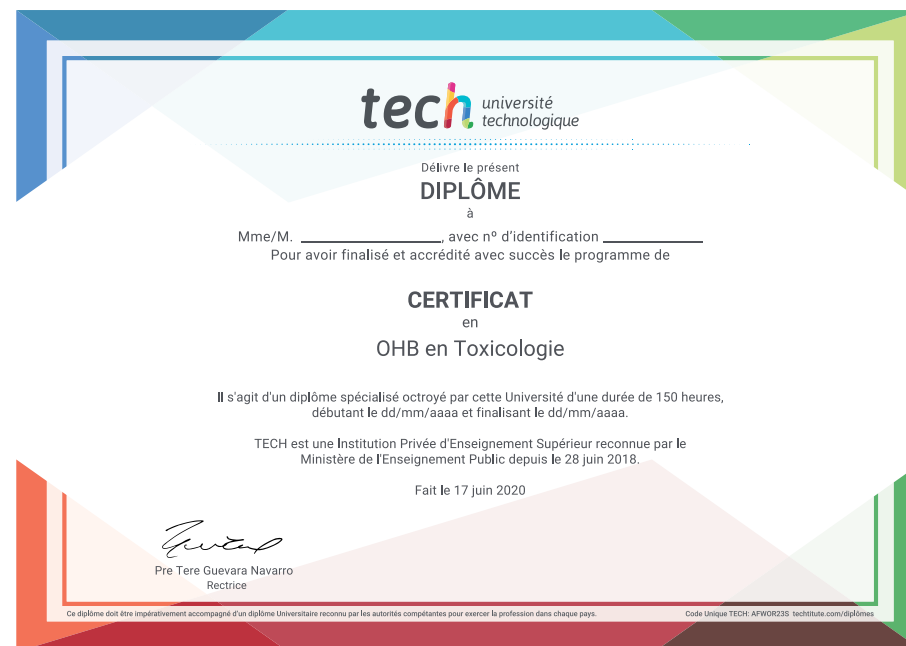 tech université
technologique
Délivre le présent
DIPLÔME
à
Mme/M. ____________________, avec nº d'identification ______________
Pour avoir finalisé et accrédité avec succès le programme de
CERTIFICAT
en
OHB en Toxicologie
Il s'agit d'un diplôme spécialisé octroyé par cette Université d'une durée de 150 heures,
débutant le dd/mm/aaaa et finalisant le dd/mm/aaaa.
TECH est une Institution Privée d'Enseignement Supérieur reconnue par le
Ministère de l'Enseignement Public depuis le 28 juin 2018.
Fait le 17 juin 2020
Pre Tere Guevara Navarro
Rectrice
Ce diplôme doit être impérativement accompagné d'un diplôme Universitaire reconnu par les autorités compétantes pour exercer la profession dans chaque pays.
Code Unique TECH: AFWOR23S techtitute.com/diplômes